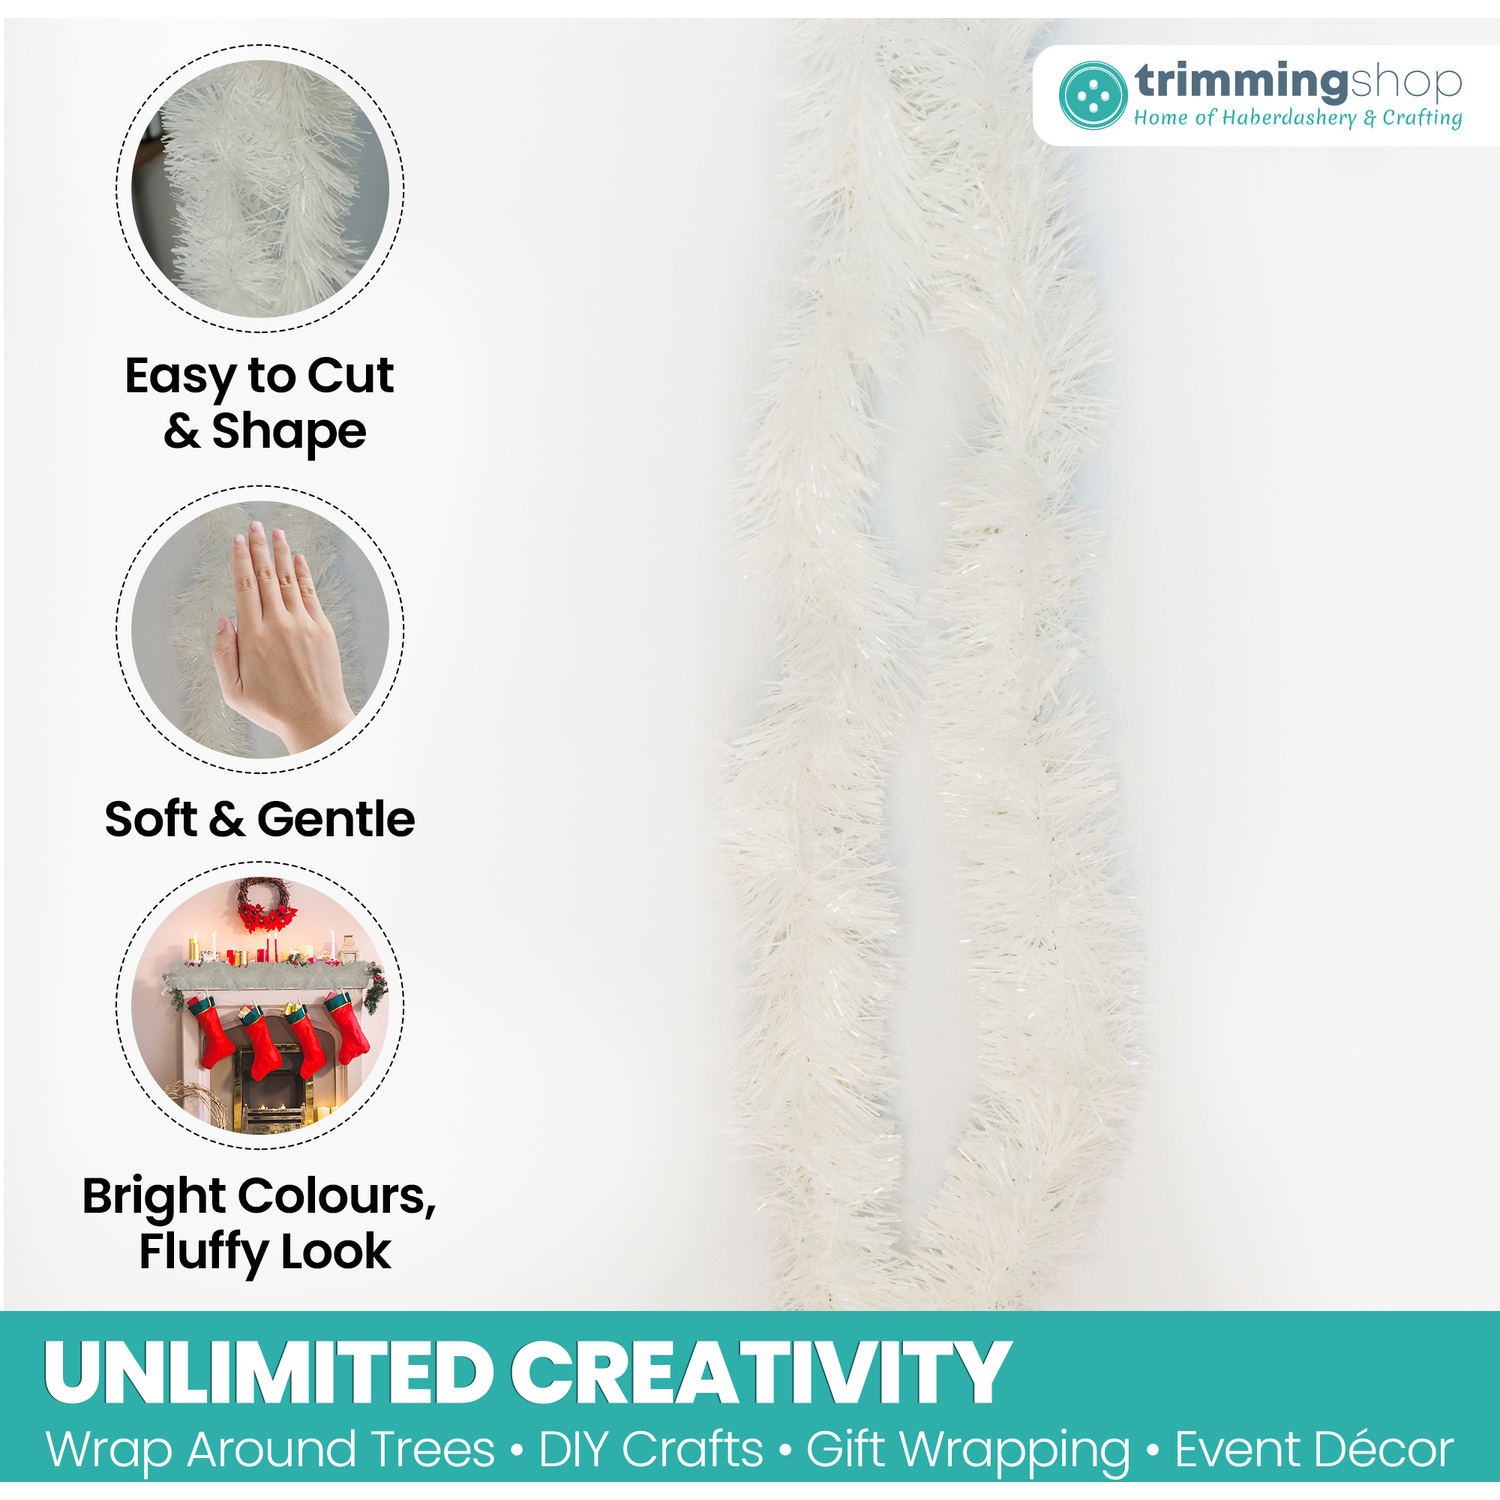 trimmingshop
Home of Haberdashery & Crafting
Easy to Cut
& Shape
Soft & Gentle
Bright Colours,
Fluffy Look
UNLIMITED CREATIVITY
Wrap Around Trees • DIY Crafts • Gift Wrapping • Event Décor